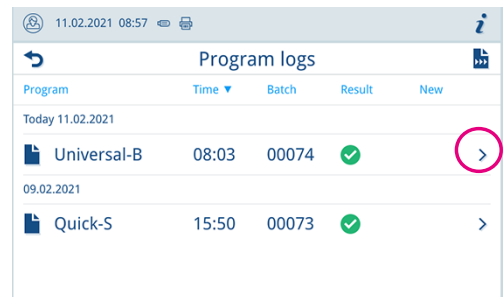 11.02.2021 08:57 i
Program logs
Program Time ▼ Batch Result New
Today 11.02.2021
Universal-B 08:03 00074
09.02.2021
Quick-S 15:50 00073